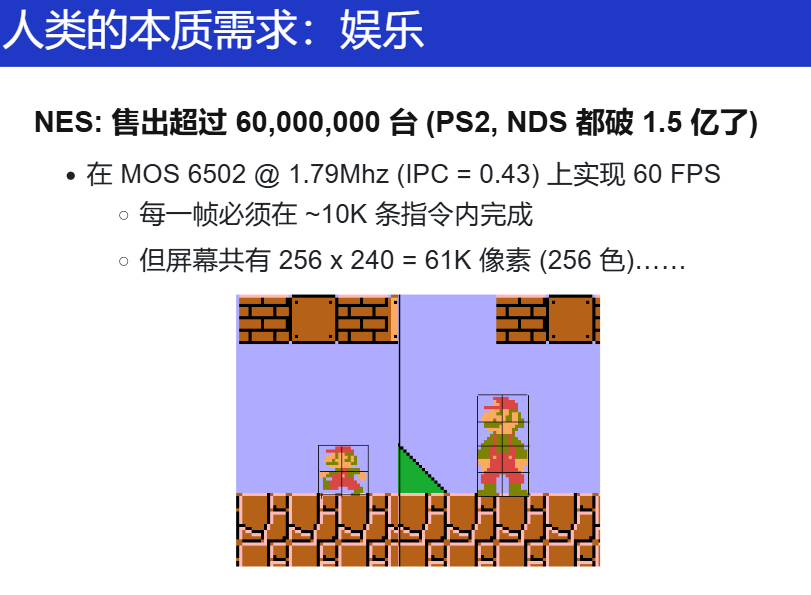 人类的本质需求：娱乐
NES: 售出超过 60,000,000 台 (PS2, NDS 都破 1.5 亿了)
在 MOS 6502 @ 1.79Mhz (IPC = 0.43) 上实现 60 FPS
每一帧必须在 ~10K 条指令内完成
但屏幕共有 256 x 240 = 61K 像素 (256 色)……